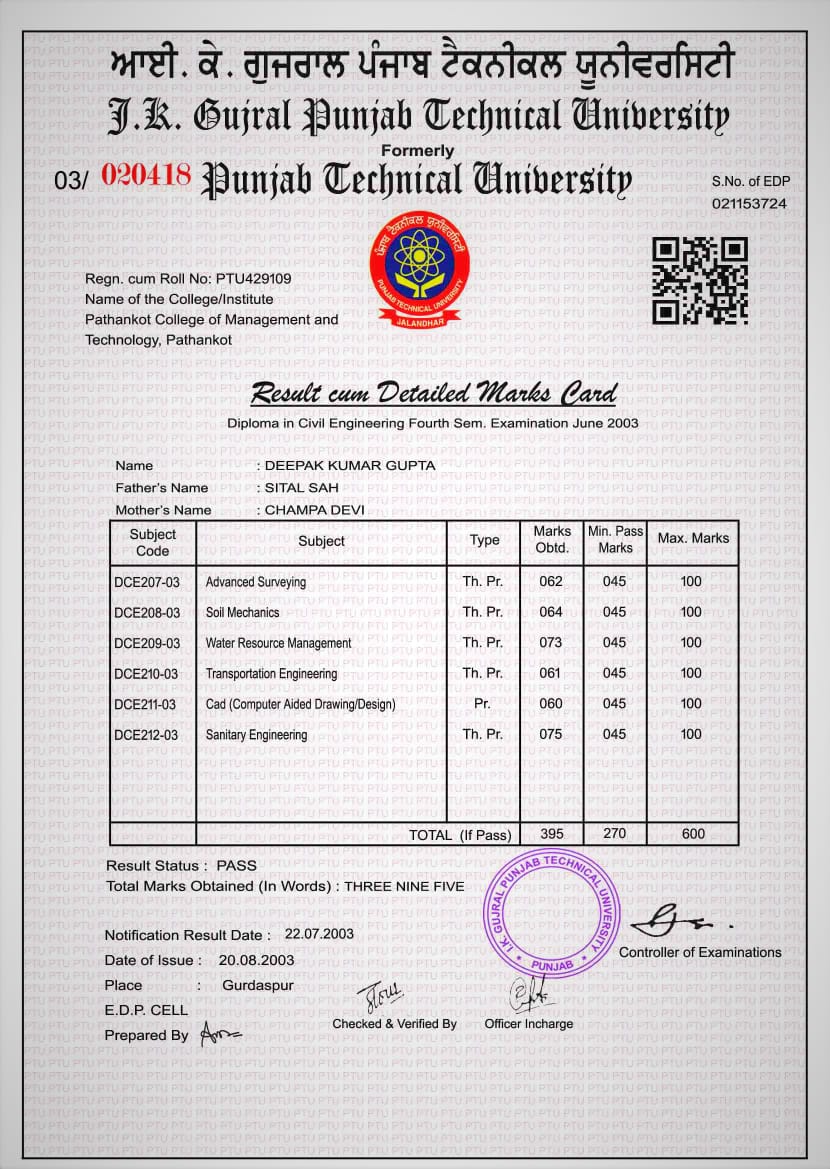 ਆਈ. ਕੇ. ਗੁਜਰਾਲ ਪੰਜਾਬ ਟੈਕਨੀਕਲ ਯੂਨੀਵਰਸਿਟੀ
I.K. Gujral Punjab Technical University
Formerly
03/ 020418 Punjab Technical University
S.No. of EDP
021153724
ਪੰਜਾਬ ਟੈਕਨੀਕਲ ਯੂਨੀਵਰਸਿਟੀ
PUNJAB TECHNICAL UNIVERSITY
JALANDHAR
Regn. cum Roll No: PTU429109
Name of the College/Institute
Pathankot College of Management and
Technology, Pathankot
Result cum Detailed Marks Card
Diploma in Civil Engineering Fourth Sem. Examination June 2003
Name : DEEPAK KUMAR GUPTA
Father's Name : SITAL SAH
Mother's Name : CHAMPA DEVI
Subject Code Subject Type Marks Obtd. Min. Pass Marks Max. Marks
DCE207-03 Advanced Surveying Th. Pr. 062 045 100
DCE208-03 Soil Mechanics Th. Pr. 064 045 100
DCE209-03 Water Resource Management Th. Pr. 073 045 100
DCE210-03 Transportation Engineering Th. Pr. 061 045 100
DCE211-03 Cad (Computer Aided Drawing/Design) Pr. 060 045 100
DCE212-03 Sanitary Engineering Th. Pr. 075 045 100
TOTAL (If Pass) 395 270 600
Result Status : PASS
Total Marks Obtained (In Words) : THREE NINE FIVE
I.K. GUJRAL PUNJAB TECHNICAL UNIVERSITY
* PUNJAB *
Notification Result Date : 22.07.2003
Controller of Examinations
Date of Issue : 20.08.2003
Place : Gurdaspur
E.D.P. CELL
Checked & Verified By Officer Incharge
Prepared By